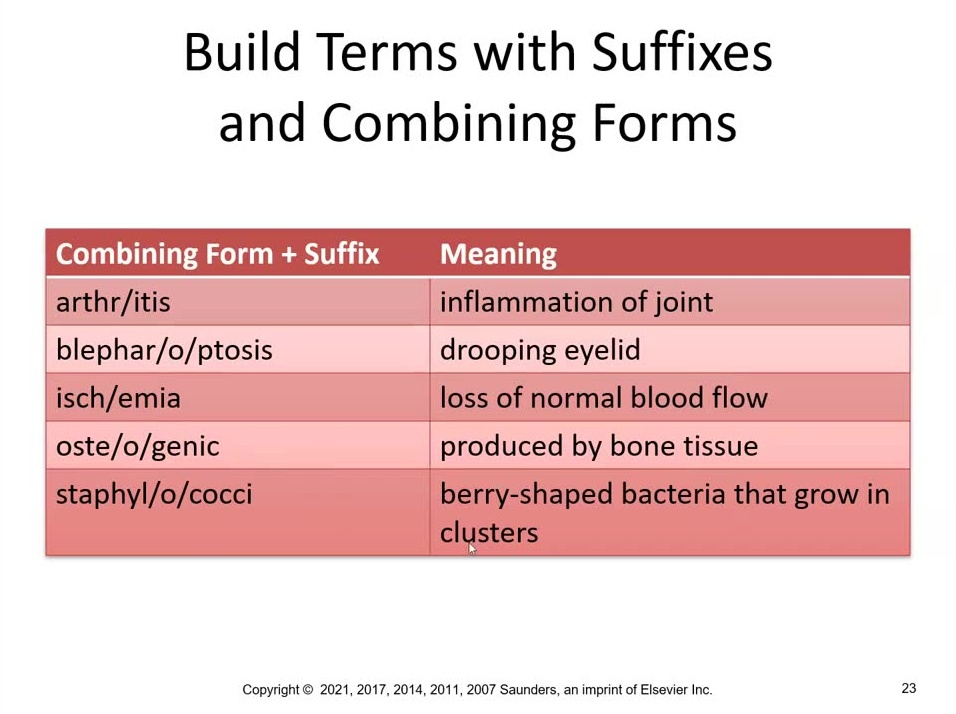 Build Terms with Suffixes
and Combining Forms
Combining Form + Suffix Meaning
arthr/itis inflammation of joint
blephar/o/ptosis drooping eyelid
isch/emia loss of normal blood flow
oste/o/genic produced by bone tissue
staphyl/o/cocci berry-shaped bacteria that grow in
clusters
Copyright © 2021, 2017, 2014, 2011, 2007 Saunders, an imprint of Elsevier Inc. 23